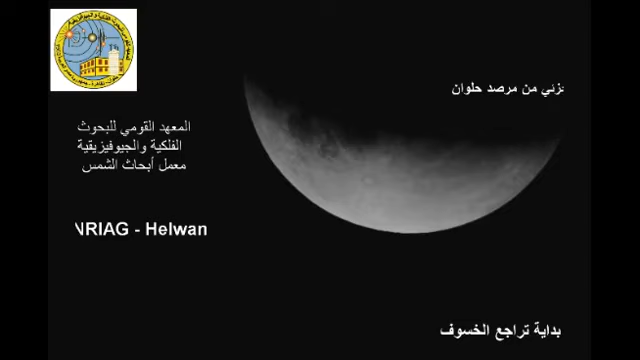 من مرصد حلوان
المعهد القومي للبحوث
الفلكية والجيوفيزيقية
معمل أبحاث الشمس
NRIAG - Helwan
بداية تراجع الخسوف